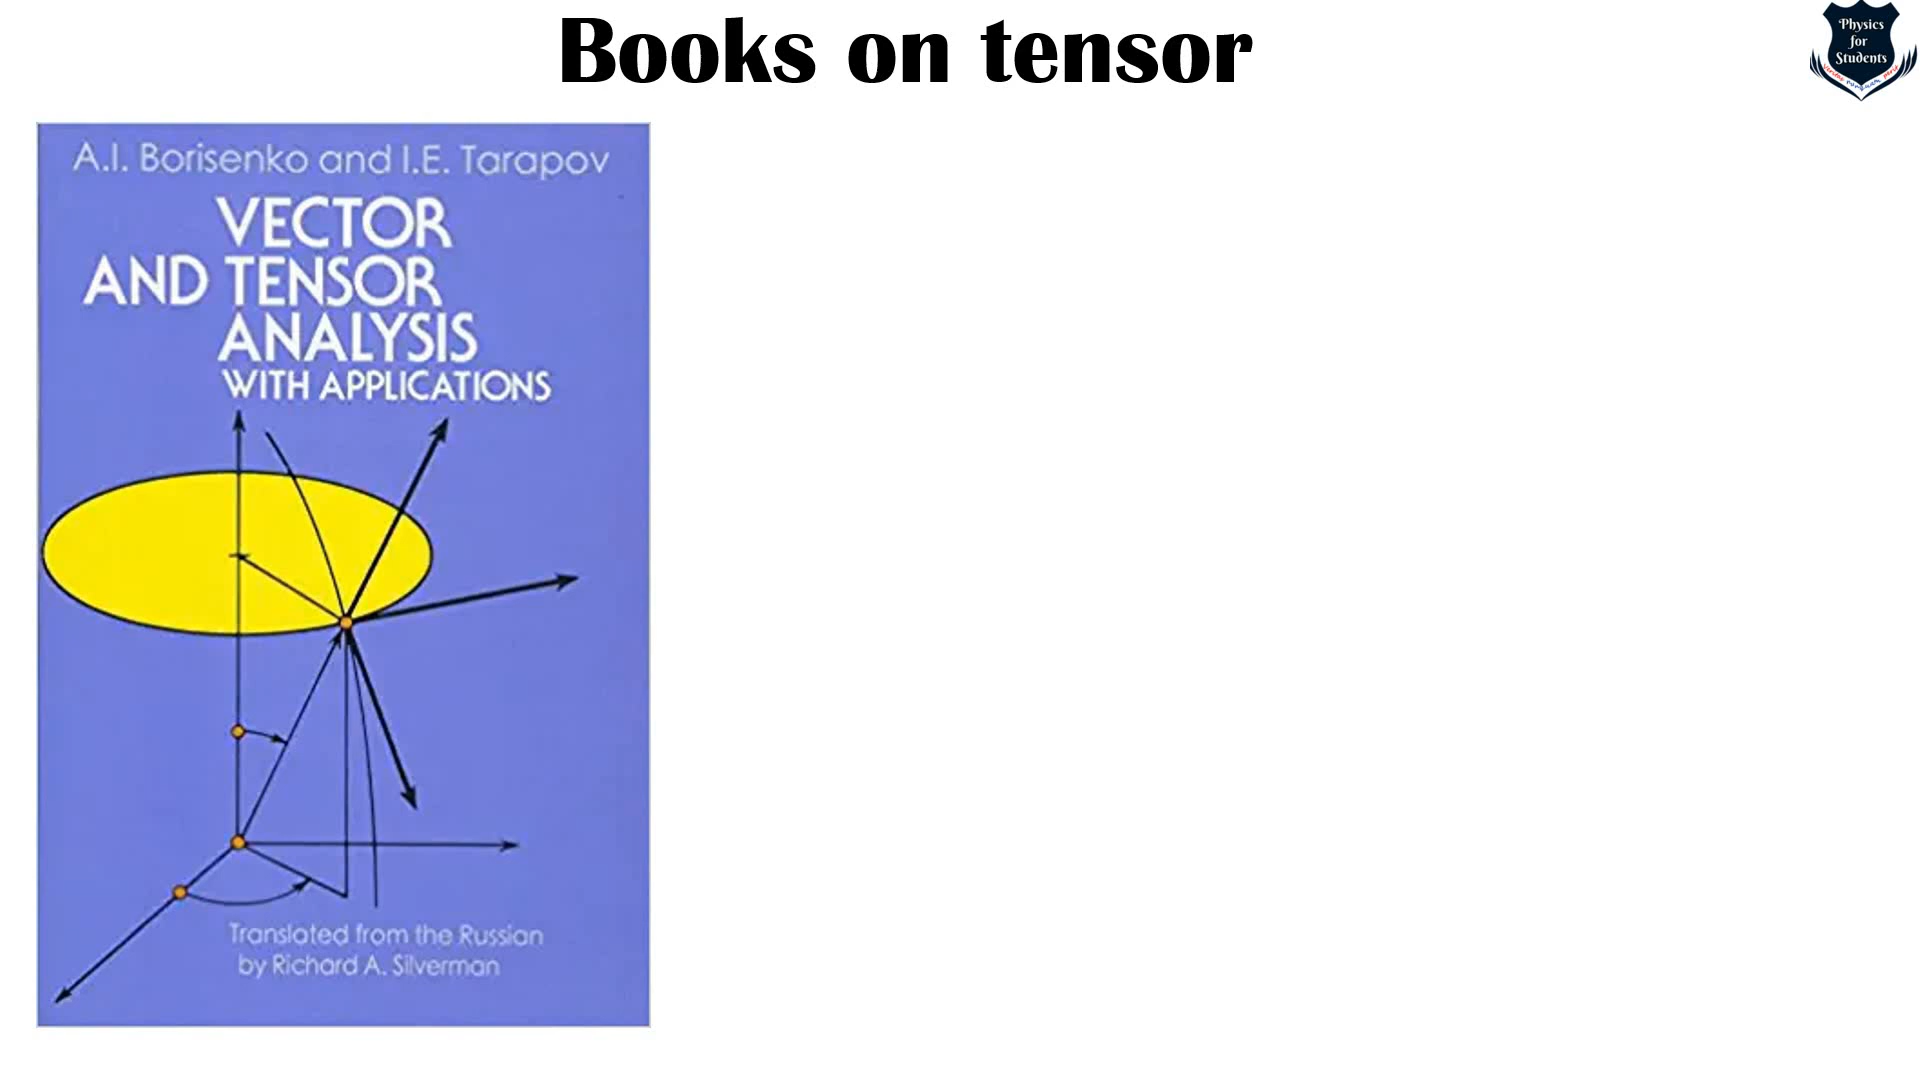 Books on tensor
Physics
for
Students
A.I. Borisenko and I.E. Tarapov
VECTOR
AND TENSOR
ANALYSIS
WITH APPLICATIONS
Translated from the Russian
by Richard A. Silverman